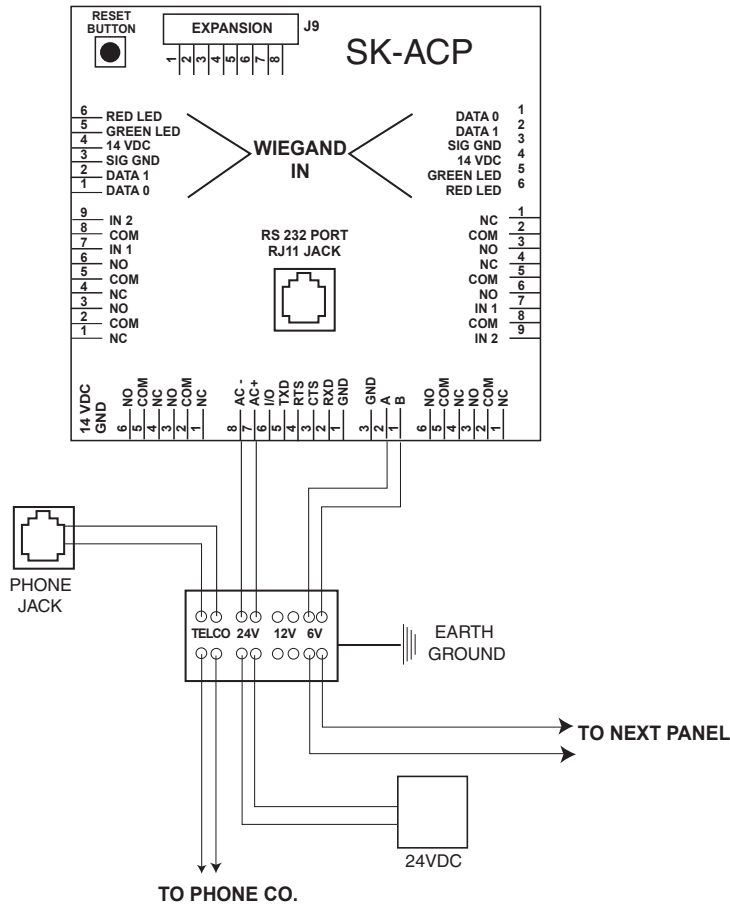 RESET
BUTTON
EXPANSION
J9
1 2 3 4 5 6 7 8
SK-ACP
6 RED LED
5 GREEN LED
4 14 VDC
3 SIG GND
2 DATA 1
1 DATA 0
WIEGAND
IN
DATA 0 1
DATA 1 2
SIG GND 3
14 VDC 4
GREEN LED 5
RED LED 6
9 IN 2
8 COM
7 IN 1
6 NO
5 COM
4 NC
3 NO
2 COM
1 NC
RS 232 PORT
RJ11 JACK
NC 1
COM 2
NO 3
NC 4
COM 5
NO 6
IN 1 7
COM 8
IN 2 9
14 VDC
GND
NO COM NC NO COM NC
6 5 4 3 2 1
AC - AC+ I/O TXD RTS CTS RXD GND
8 7 6 5 4 3 2 1
GND A B
3 2 1
NO COM NC NO COM NC
6 5 4 3 2 1
PHONE
JACK
TELCO 24V 12V 6V
EARTH
GROUND
TO NEXT PANEL
24VDC
TO PHONE CO.